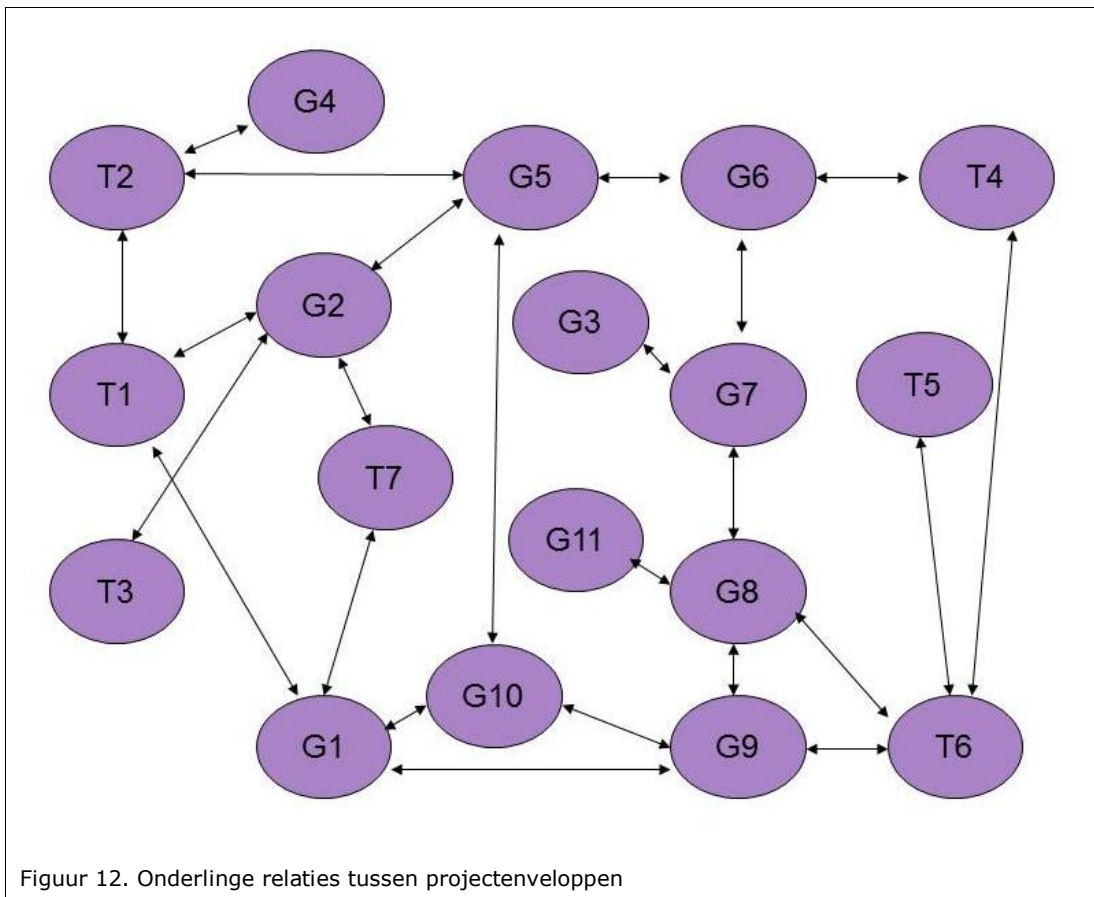 G4
T2
G5
G6
T4
G2
G3
T1
G7
T5
T7
G11
T3
G8
G10
G1
G9
T6
Figuur 12. Onderlinge relaties tussen projectenveloppen